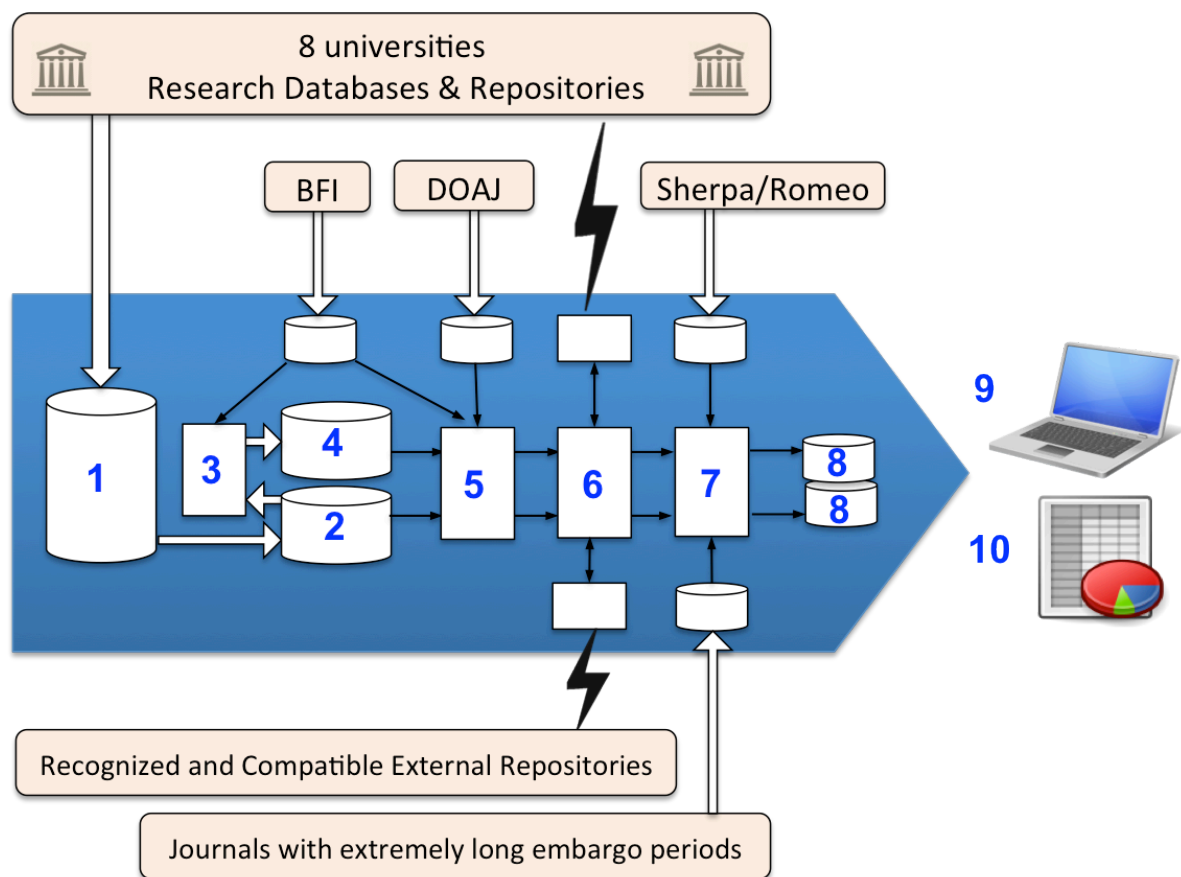 8 universities
Research Databases & Repositories
BFI
DOAJ
Sherpa/Romeo
1
3
4
2
5
6
7
8
8
9
10
Recognized and Compatible External Repositories
Journals with extremely long embargo periods